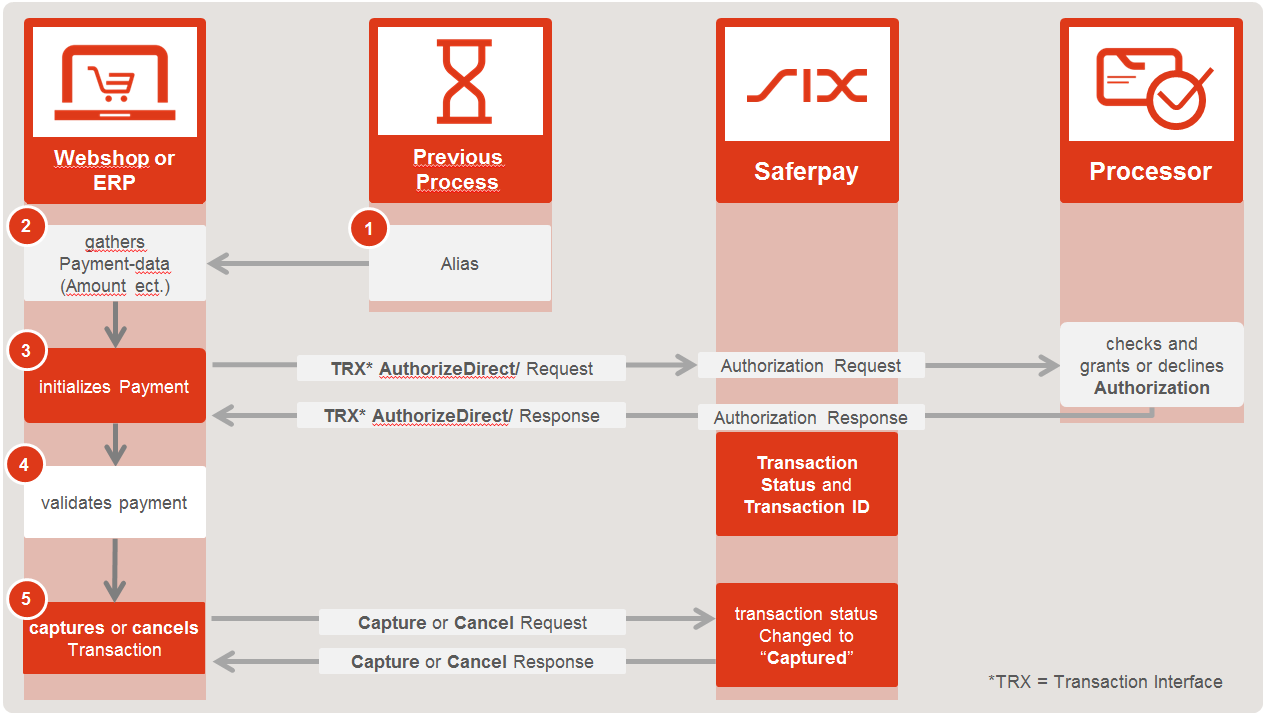 SIX
Webshop or
ERP
Previous
Process
Saferpay
Processor
2
gathers
Payment-data
(Amount ect.)
1
Alias
3
initializes Payment
TRX* AuthorizeDirect/ Request
Authorization Request
checks and
grants or declines
Authorization
TRX* AuthorizeDirect/ Response
Authorization Response
4
validates payment
Transaction
Status and
Transaction ID
5
captures or cancels
Transaction
Capture or Cancel Request
Capture or Cancel Response
transaction status
Changed to
“Captured”
*TRX = Transaction Interface